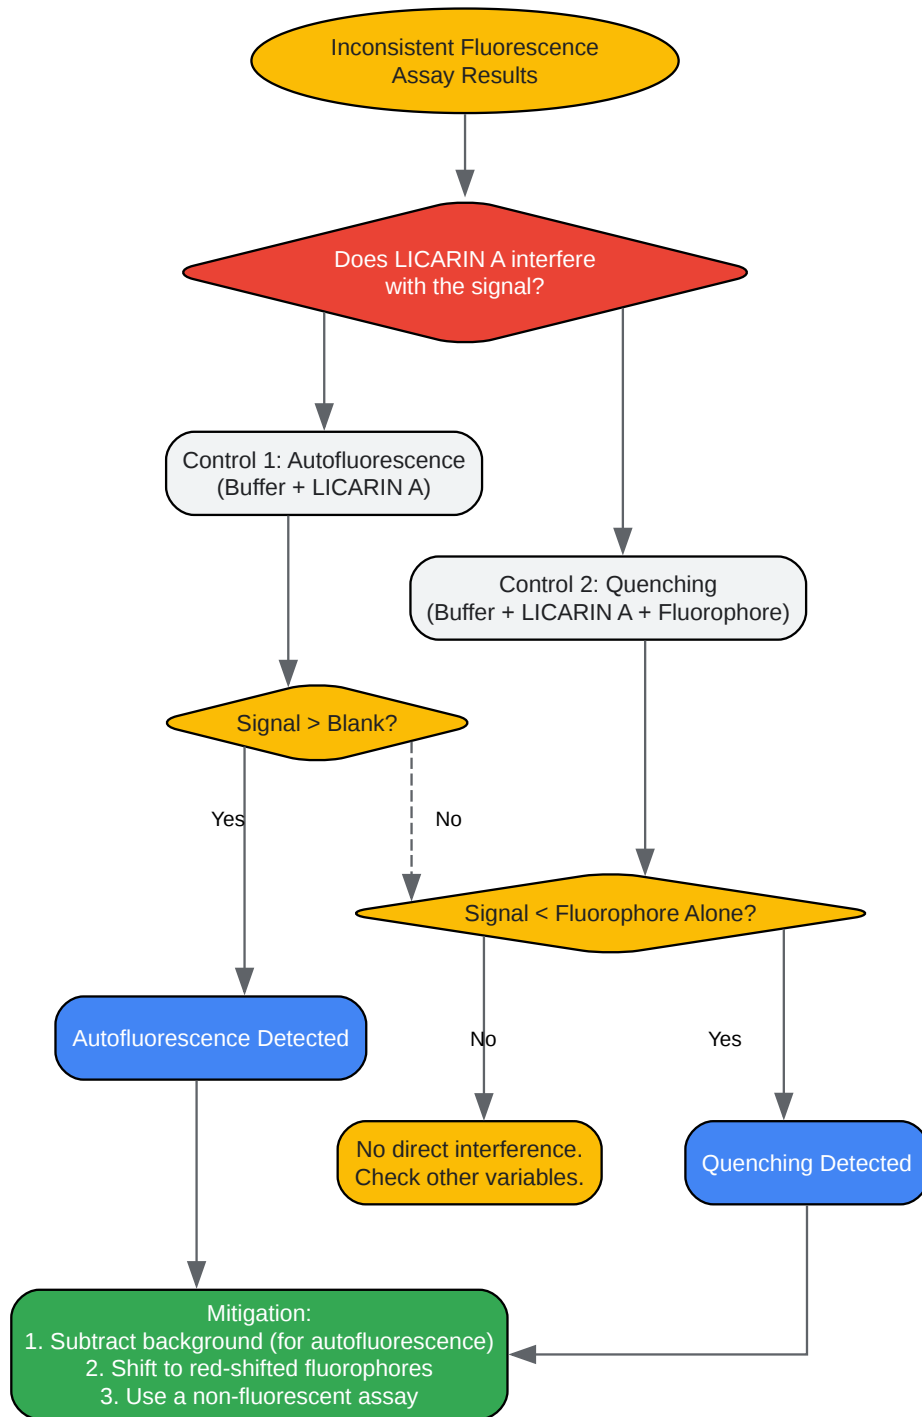 Inconsistent Fluorescence
Assay Results
Does LICARIN A interfere
with the signal?
Control 1: Autofluorescence
(Buffer + LICARIN A)
Control 2: Quenching
(Buffer + LICARIN A + Fluorophore)
Signal > Blank?
Yes
No
Signal < Fluorophore Alone?
Autofluorescence Detected
No
Yes
No direct interference.
Check other variables.
Quenching Detected
Mitigation:
1. Subtract background (for autofluorescence)
2. Shift to red-shifted fluorophores
3. Use a non-fluorescent assay